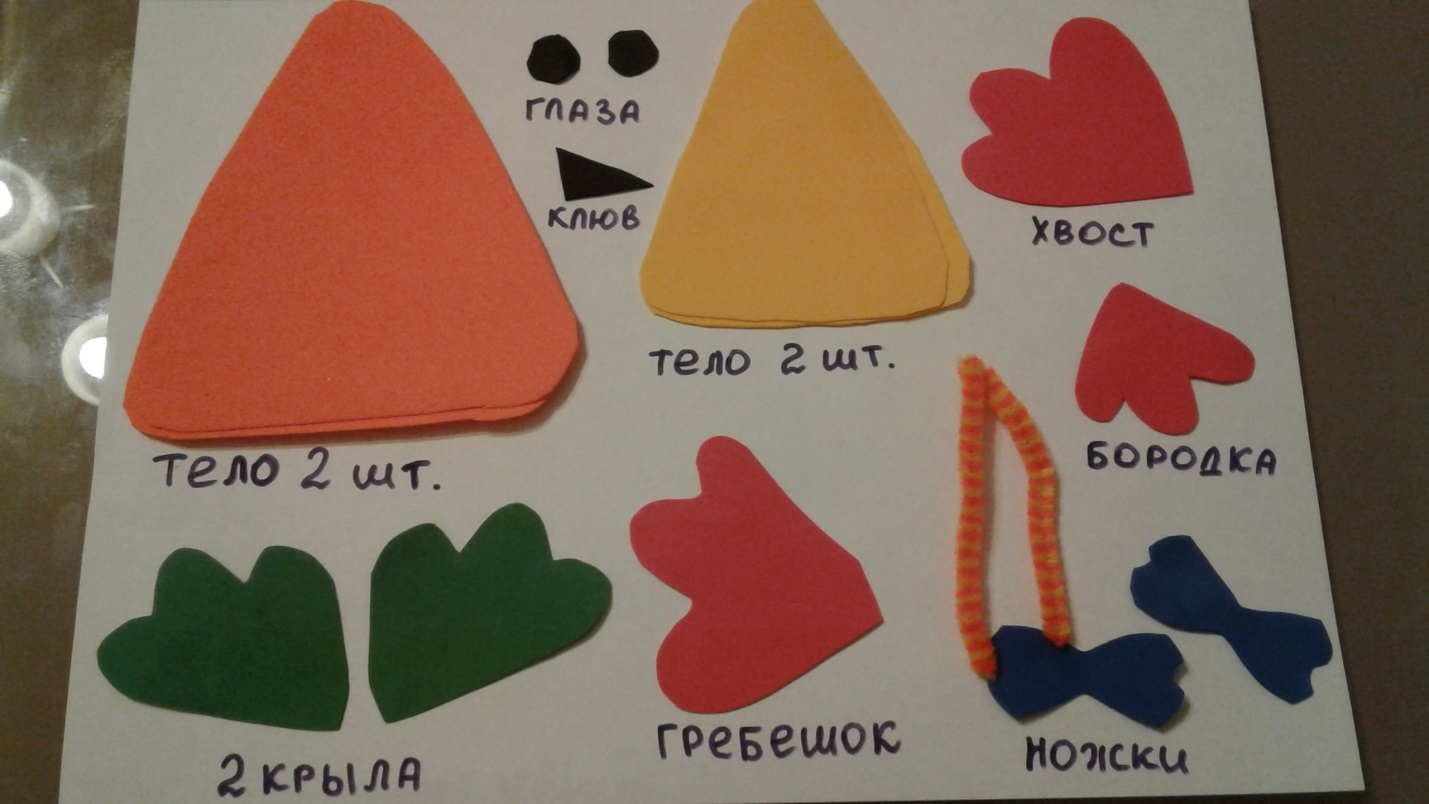 ГЛАЗА
КЛЮВ
ХВОСТ
ТЕЛО 2 ШТ.
БОРОДКА
ТЕЛО 2 ШТ.
ГРЕБЕШОК
НОЖКИ
2 КРЫЛА